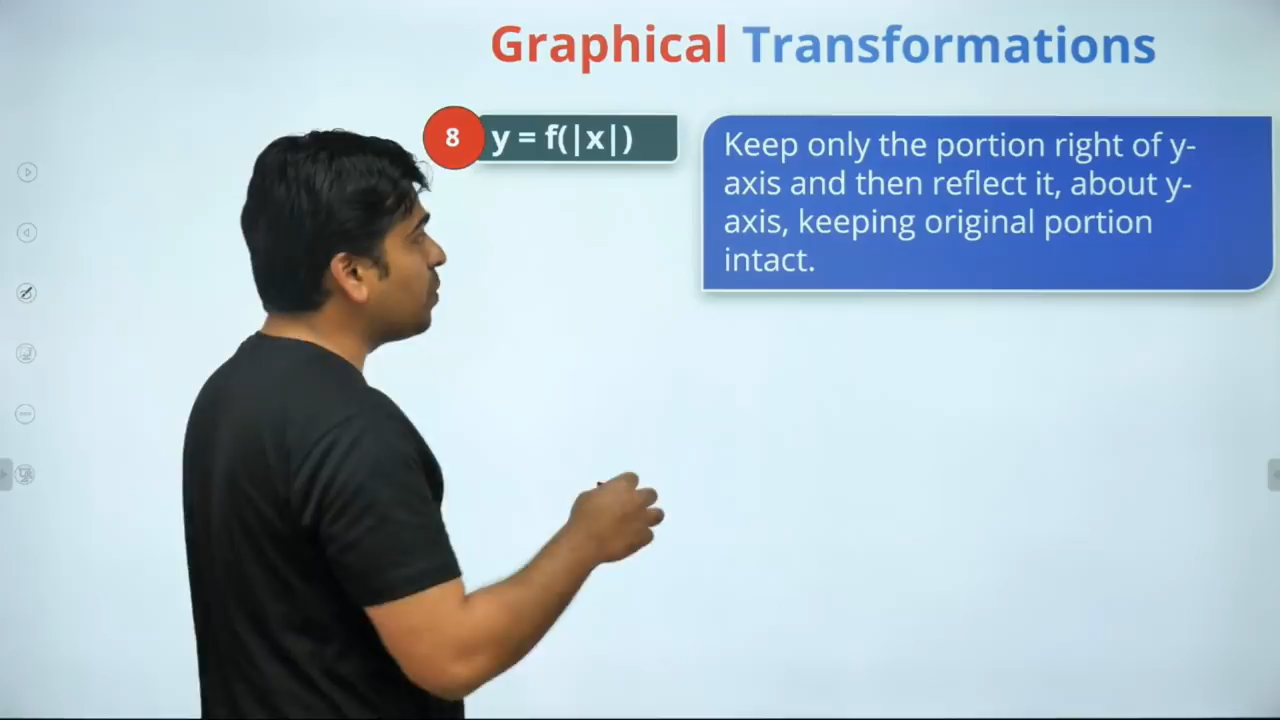 Graphical Transformations
8 y = f(|x|)
Keep only the portion right of y-
axis and then reflect it, about y-
axis, keeping original portion
intact.